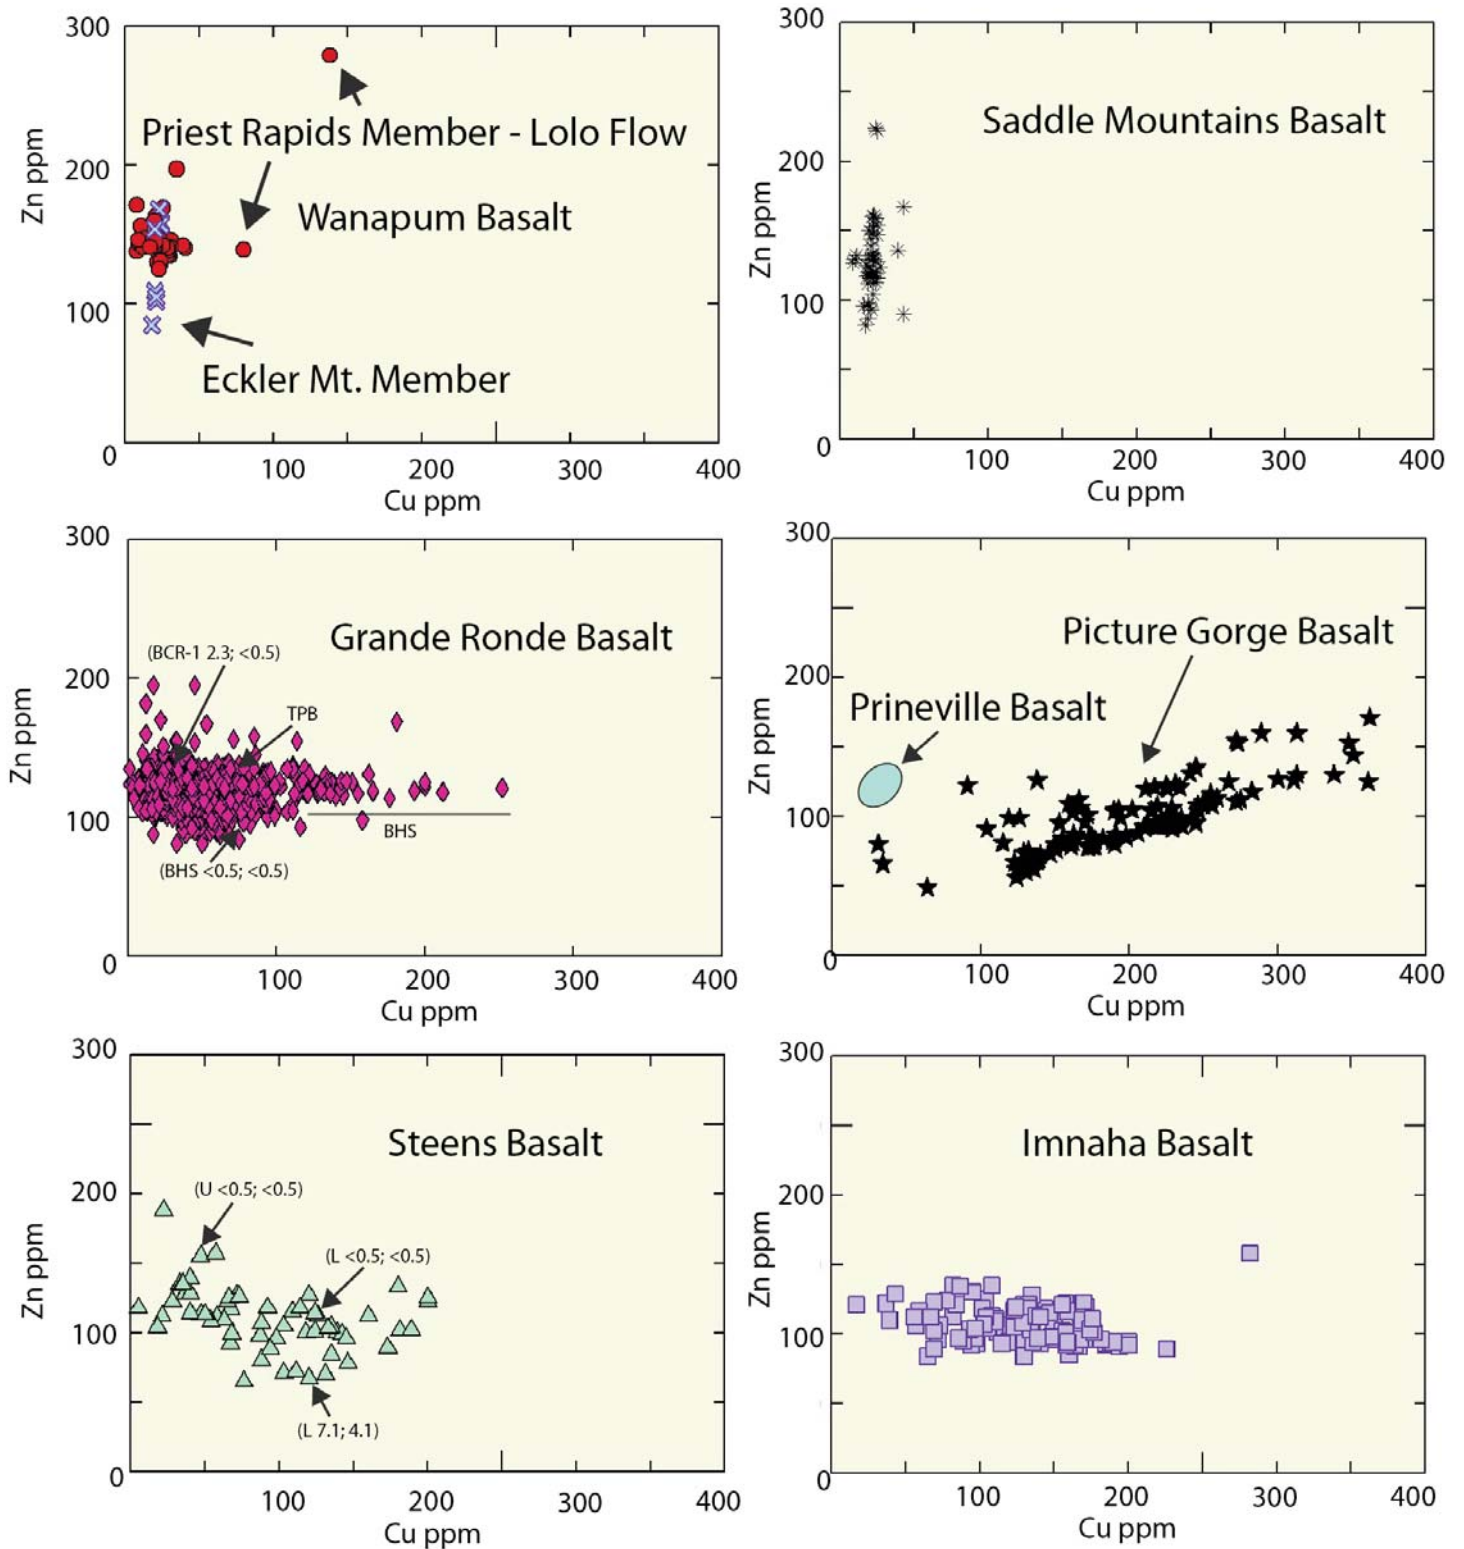 300
200
100
0
Zn ppm
Priest Rapids Member - Lolo Flow
Wanapum Basalt
Eckler Mt. Member
100
200
300
400
Cu ppm
300
200
100
0
Zn ppm
Saddle Mountains Basalt
100
200
300
400
Cu ppm
300
200
100
0
Zn ppm
Grande Ronde Basalt
(BCR-1 2.3; <0.5)
TPB
BHS
(BHS <0.5; <0.5)
100
200
300
400
Cu ppm
300
200
100
0
Zn ppm
Picture Gorge Basalt
Prineville Basalt
100
200
300
400
Cu ppm
300
200
100
0
Zn ppm
Steens Basalt
(U <0.5; <0.5)
(L <0.5; <0.5)
(L 7.1; 4.1)
100
200
300
400
Cu ppm
300
200
100
0
Zn ppm
Imnaha Basalt
100
200
300
400
Cu ppm